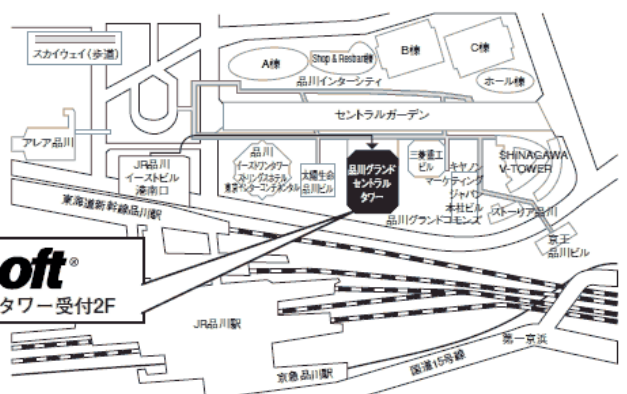 スカイウェイ（歩道）
A棟
Shop & Restran棟
B棟
C棟
品川インターシティ
ホール棟
セントラルガーデン
アレア品川
JR品川
イーストビル
港南口
品川
イーストワンタワー
ストリングスホテル
東京インターコンチネンタル
太陽生命
品川ビル
品川グランド
セントラル
タワー
三菱重工
ビル
キヤノン
マーケティング
ジャパン
本社ビル
SHINAGAWA
V-TOWER
品川グランドコモンズ
ストーリア品川
京王
品川ビル
東海道新幹線品川駅
oft®
タワー受付2F
JR品川駅
京急品川駅
国道15号線
第一京浜